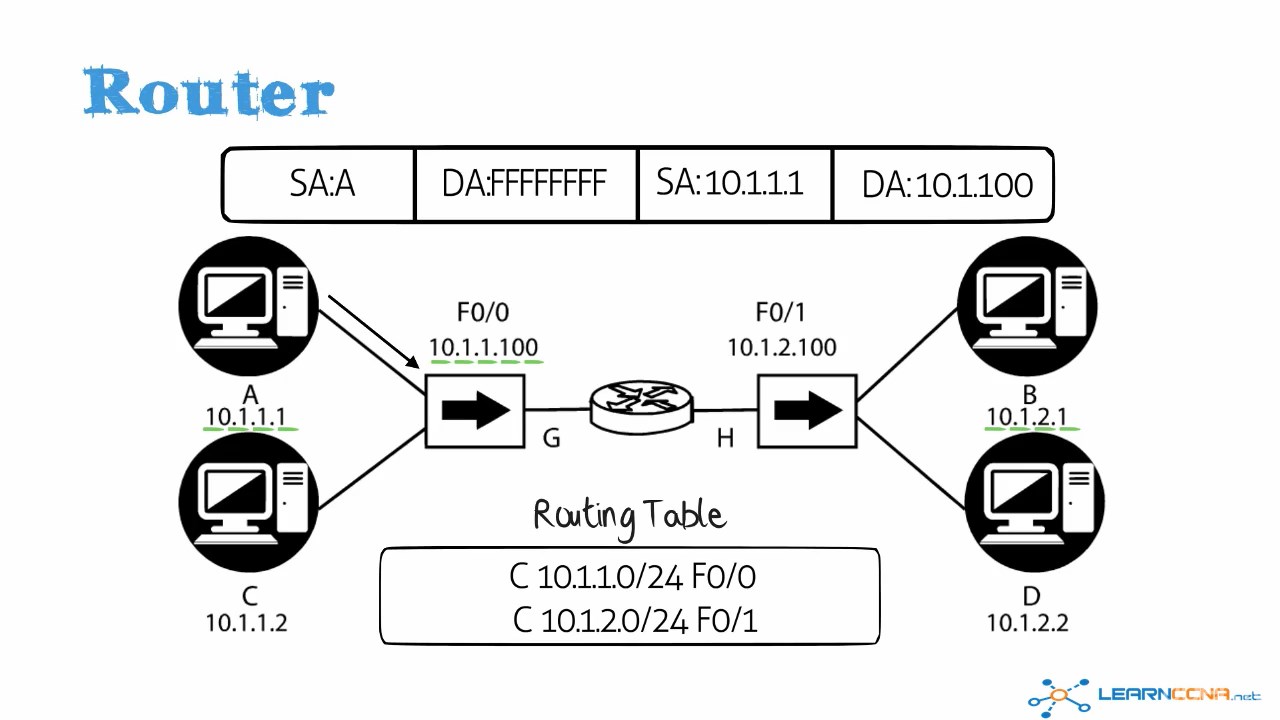 Router
SA:A DA:FFFFFFFF SA:10.1.1.1 DA:10.1.100
F0/0 F0/1
10.1.1.100 10.1.2.100
A B
10.1.1.1 10.1.2.1
G H
Routing Table
C 10.1.1.0/24 F0/0
C 10.1.2.0/24 F0/1
C D
10.1.1.2 10.1.2.2
LEARNCCNA.net